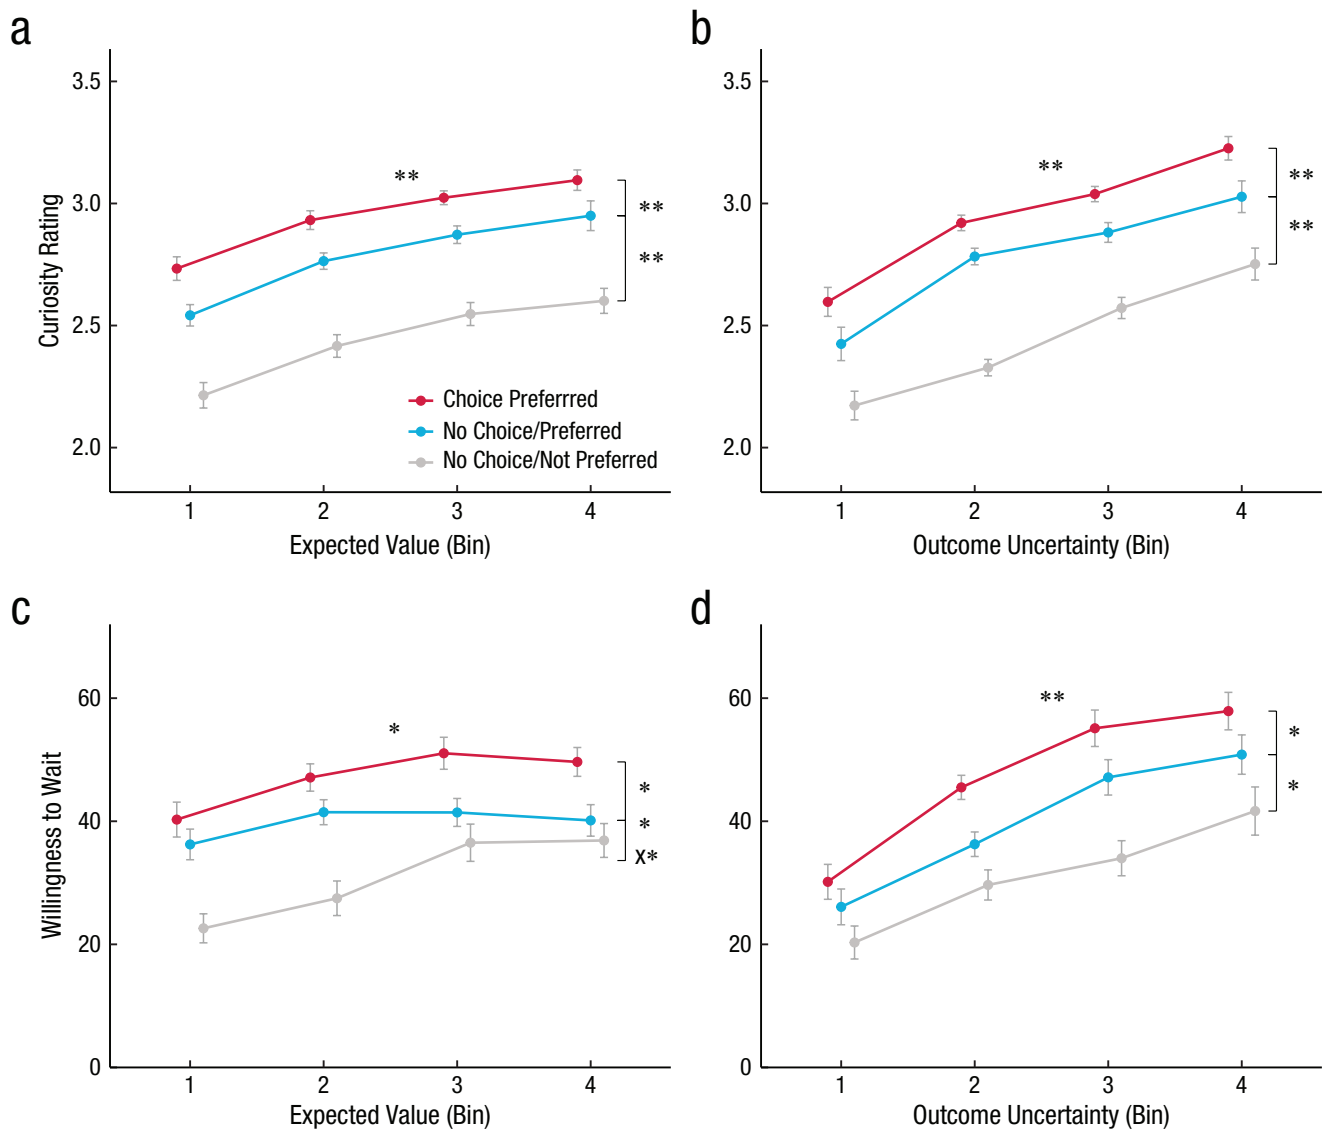 a
3.5
3.0
2.5
2.0
Curiosity Rating
**
**
**
Choice Preferrred
No Choice/Preferred
No Choice/Not Preferred
1 2 3 4
Expected Value (Bin)
b
3.5
3.0
2.5
2.0
**
**
**
1 2 3 4
Outcome Uncertainty (Bin)
c
60
40
20
0
Willingness to Wait
*
*
*
x*
1 2 3 4
Expected Value (Bin)
d
60
40
20
0
**
*
*
1 2 3 4
Outcome Uncertainty (Bin)